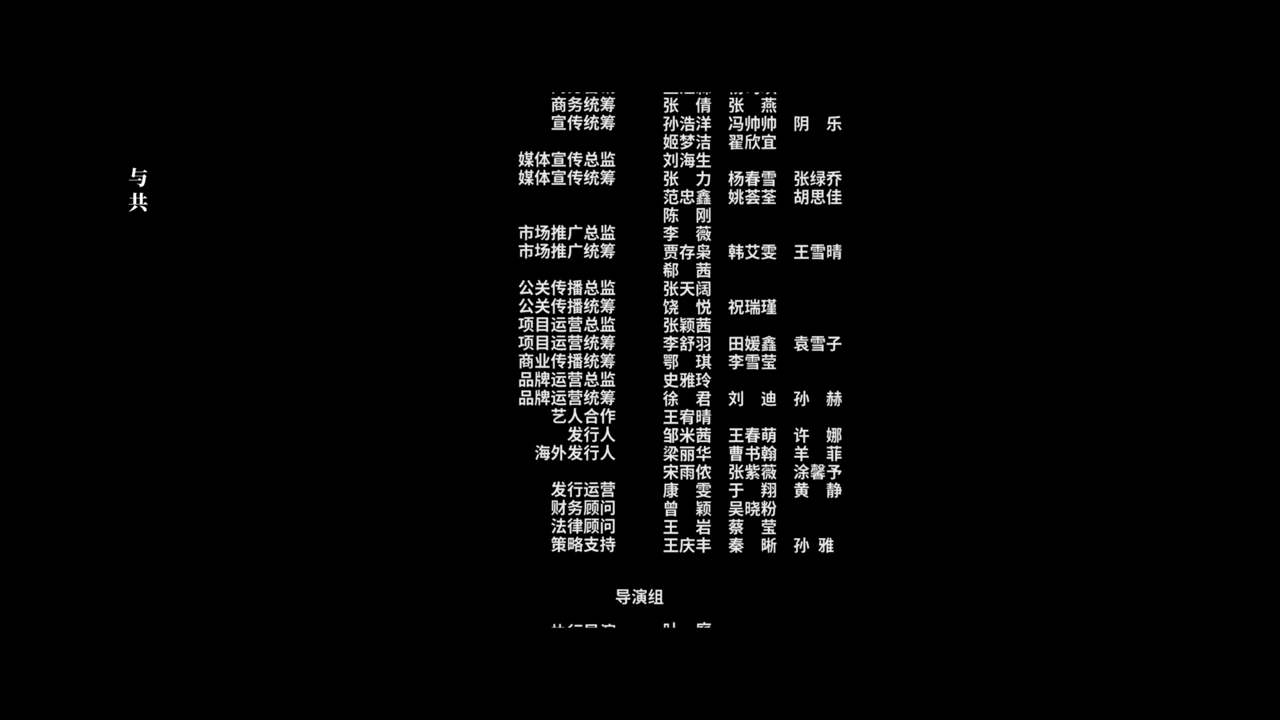 与
共
商务统筹 张 倩 张 燕
宣传统筹 孙浩洋 冯帅帅 阴 乐
姬梦洁 翟欣宜
媒体宣传总监 刘海生
媒体宣传统筹 张 力 杨春雪 张绿乔
范忠鑫 姚荟荃 胡思佳
陈 刚
市场推广总监 李 薇
市场推广统筹 贾存枭 韩艾雯 王雪晴
郗 茜
公关传播总监 张天阔
公关传播统筹 饶 悦 祝瑞瑾
项目运营总监 张颖茜
项目运营统筹 李舒羽 田媛鑫 袁雪子
商业传播统筹 鄂 琪 李雪莹
品牌运营总监 史雅玲
品牌运营统筹 徐 君 刘 迪 孙 赫
艺人合作 王宥晴
发行人 邹米茜 王春萌 许 娜
海外发行人 梁丽华 曹书翰 羊 菲
宋雨侬 张紫薇 涂馨予
发行运营 康 雯 于 翔 黄 静
财务顾问 曾 颖 吴晓粉
法律顾问 王 岩 蔡 莹
策略支持 王庆丰 秦 晰 孙 雅
导演组